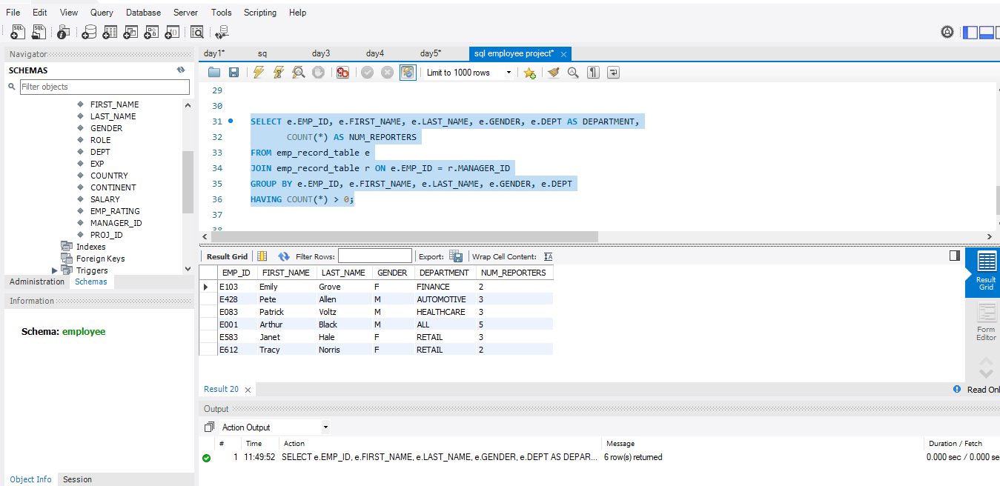 File Edit View Query Database Server Tools Scripting Help
Navigator
SCHEMAS
Filter objects
FIRST_NAME
LAST_NAME
GENDER
ROLE
DEPT
EXP
COUNTRY
CONTINENT
SALARY
EMP_RATING
MANAGER_ID
PROJ_ID
Indexes
Foreign Keys
Triggers
Administration Schemas
Information
Schema: employee
Object Info Session
day1* sq day3 day4 day5* sql employee project*
Limit to 1000 rows
29
30
31 SELECT e.EMP_ID, e.FIRST_NAME, e.LAST_NAME, e.GENDER, e.DEPT AS DEPARTMENT,
32 COUNT(*) AS NUM_REPORTERS
33 FROM emp_record_table e
34 JOIN emp_record_table r ON e.EMP_ID = r.MANAGER_ID
35 GROUP BY e.EMP_ID, e.FIRST_NAME, e.LAST_NAME, e.GENDER, e.DEPT
36 HAVING COUNT(*) > 0;
37
38
Result Grid Filter Rows: Export: Wrap Cell Content:
EMP_ID FIRST_NAME LAST_NAME GENDER DEPARTMENT NUM_REPORTERS
E103 Emily Grove F FINANCE 2
E428 Pete Allen M AUTOMOTIVE 3
E083 Patrick Voltz M HEALTHCARE 3
E001 Arthur Black M ALL 5
E583 Janet Hale F RETAIL 3
E612 Tracy Norris F RETAIL 2
Result Grid
Form Editor
Result 20 Read Onl
Output
Action Output
# Time Action Message Duration / Fetch
1 11:49:52 SELECT e.EMP_ID, e.FIRST_NAME, e.LAST_NAME, e.GENDER, e.DEPT AS DEPAR... 6 row(s) returned 0.000 sec / 0.000 se